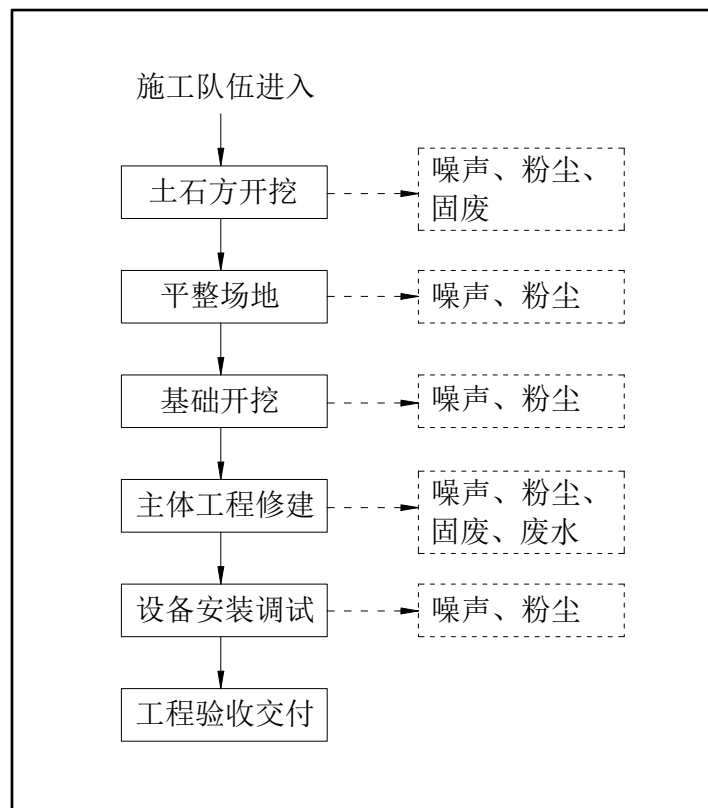 施工队伍进入
土石方开挖
噪声、粉尘、
固废
平整场地
噪声、粉尘
基础开挖
噪声、粉尘
主体工程修建
噪声、粉尘、
固废、废水
设备安装调试
噪声、粉尘
工程验收交付